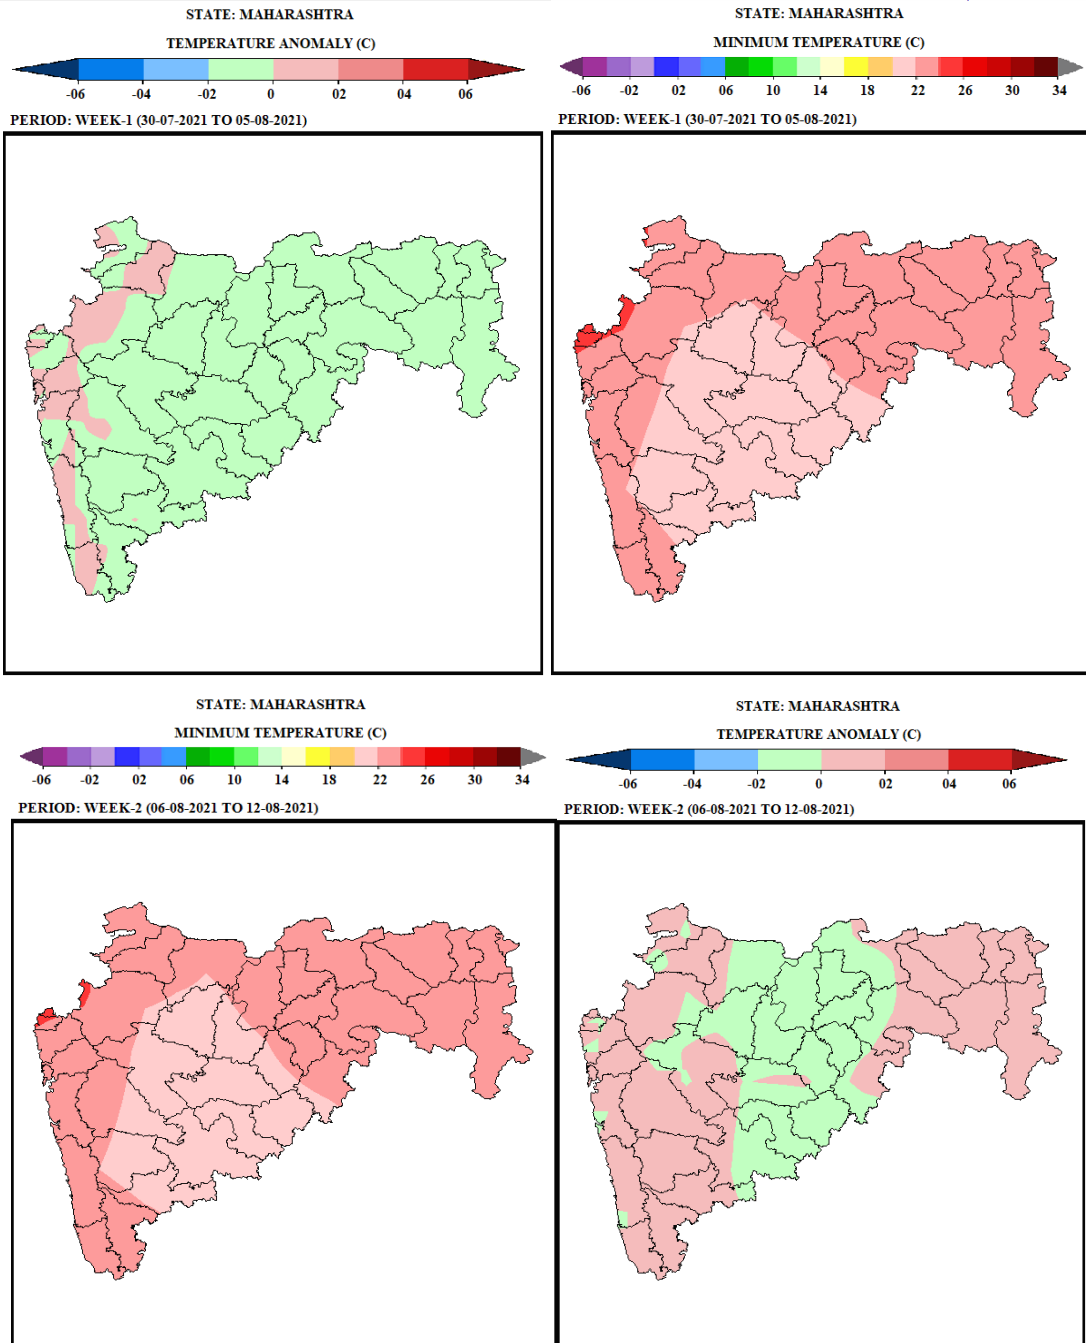 STATE: MAHARASHTRA
TEMPERATURE ANOMALY (C)
-06 -04 -02 0 02 04 06
PERIOD: WEEK-1 (30-07-2021 TO 05-08-2021)
STATE: MAHARASHTRA
MINIMUM TEMPERATURE (C)
-06 -02 02 06 10 14 18 22 26 30 34
PERIOD: WEEK-1 (30-07-2021 TO 05-08-2021)
STATE: MAHARASHTRA
MINIMUM TEMPERATURE (C)
-06 -02 02 06 10 14 18 22 26 30 34
PERIOD: WEEK-2 (06-08-2021 TO 12-08-2021)
STATE: MAHARASHTRA
TEMPERATURE ANOMALY (C)
-06 -04 -02 0 02 04 06
PERIOD: WEEK-2 (06-08-2021 TO 12-08-2021)